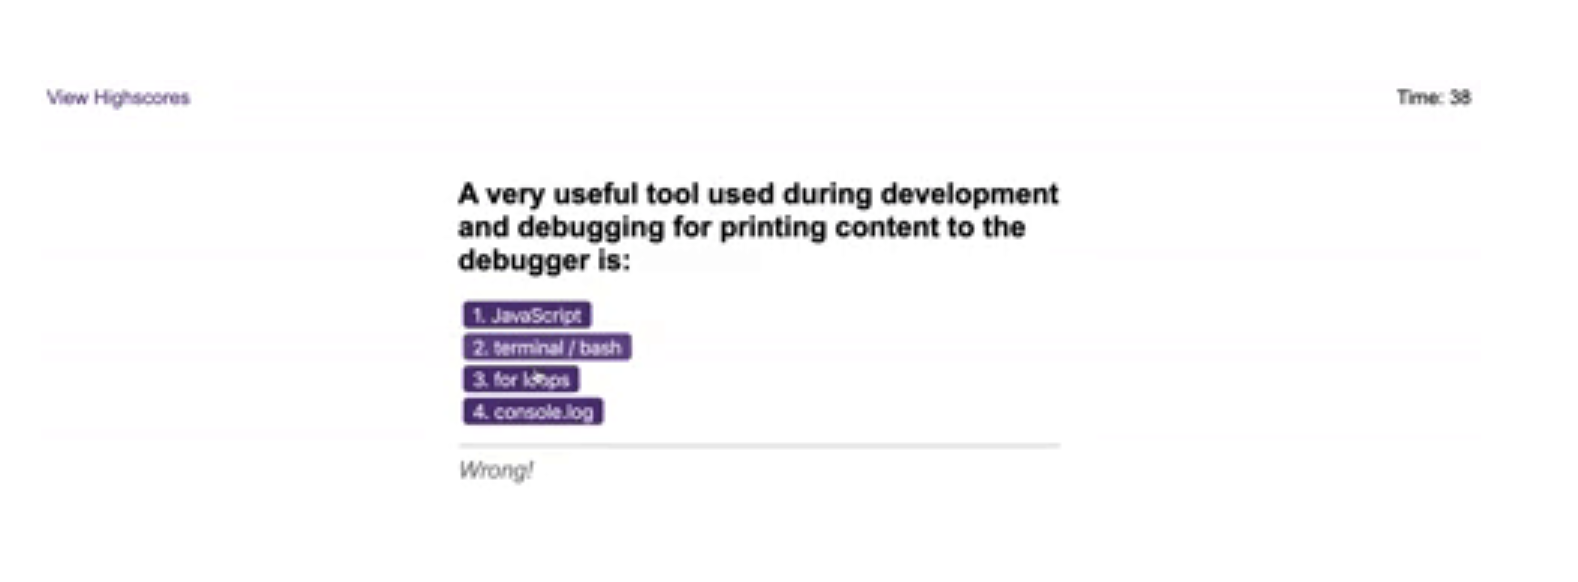 View Highscores
Time: 38
A very useful tool used during development
and debugging for printing content to the
debugger is:
1. JavaScript
2. terminal / bash
3. for loops
4. console.log
Wrong!